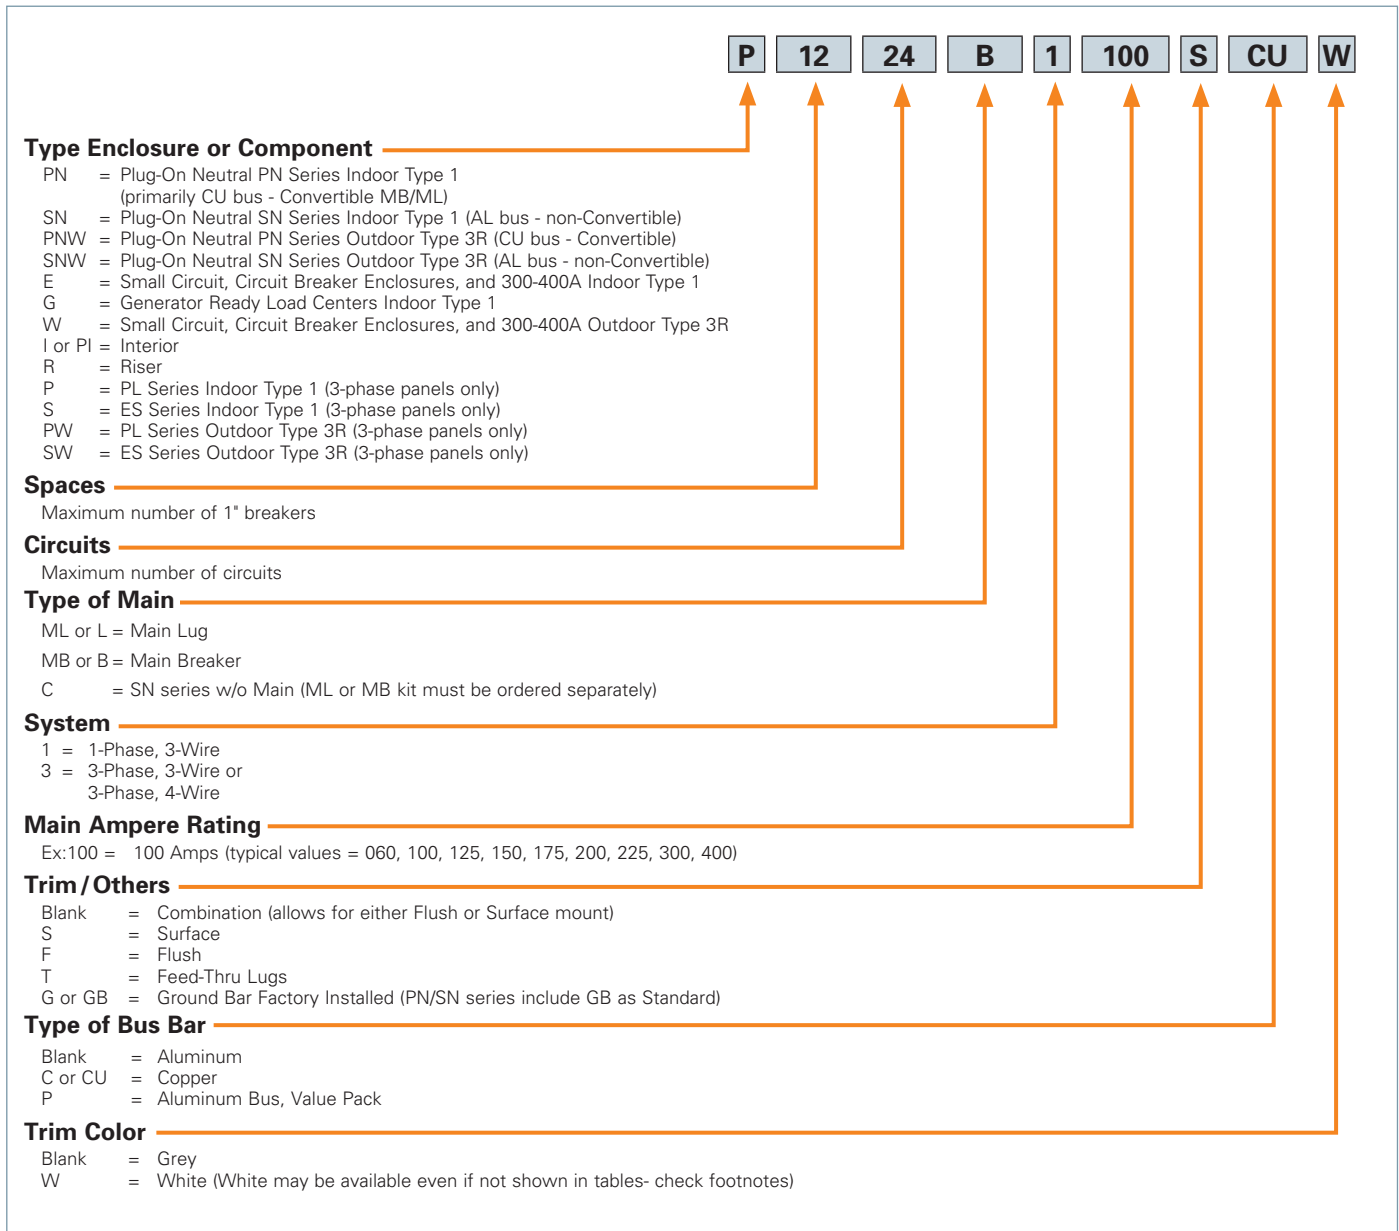 P 12 24 B 1 100 S CU W
Type Enclosure or Component
PN = Plug-On Neutral PN Series Indoor Type 1
(primarily CU bus - Convertible MB/ML)
SN = Plug-On Neutral SN Series Indoor Type 1 (AL bus - non-Convertible)
PNW = Plug-On Neutral PN Series Outdoor Type 3R (CU bus - Convertible)
SNW = Plug-On Neutral SN Series Outdoor Type 3R (AL bus - non-Convertible)
E = Small Circuit, Circuit Breaker Enclosures, and 300-400A Indoor Type 1
G = Generator Ready Load Centers Indoor Type 1
W = Small Circuit, Circuit Breaker Enclosures, and 300-400A Outdoor Type 3R
I or PI = Interior
R = Riser
P = PL Series Indoor Type 1 (3-phase panels only)
S = ES Series Indoor Type 1 (3-phase panels only)
PW = PL Series Outdoor Type 3R (3-phase panels only)
SW = ES Series Outdoor Type 3R (3-phase panels only)
Spaces
Maximum number of 1" breakers
Circuits
Maximum number of circuits
Type of Main
ML or L = Main Lug
MB or B = Main Breaker
C = SN series w/o Main (ML or MB kit must be ordered separately)
System
1 = 1-Phase, 3-Wire
3 = 3-Phase, 3-Wire or
3-Phase, 4-Wire
Main Ampere Rating
Ex:100 = 100 Amps (typical values = 060, 100, 125, 150, 175, 200, 225, 300, 400)
Trim/Others
Blank = Combination (allows for either Flush or Surface mount)
S = Surface
F = Flush
T = Feed-Thru Lugs
G or GB = Ground Bar Factory Installed (PN/SN series include GB as Standard)
Type of Bus Bar
Blank = Aluminum
C or CU = Copper
P = Aluminum Bus, Value Pack
Trim Color
Blank = Grey
W = White (White may be available even if not shown in tables- check footnotes)